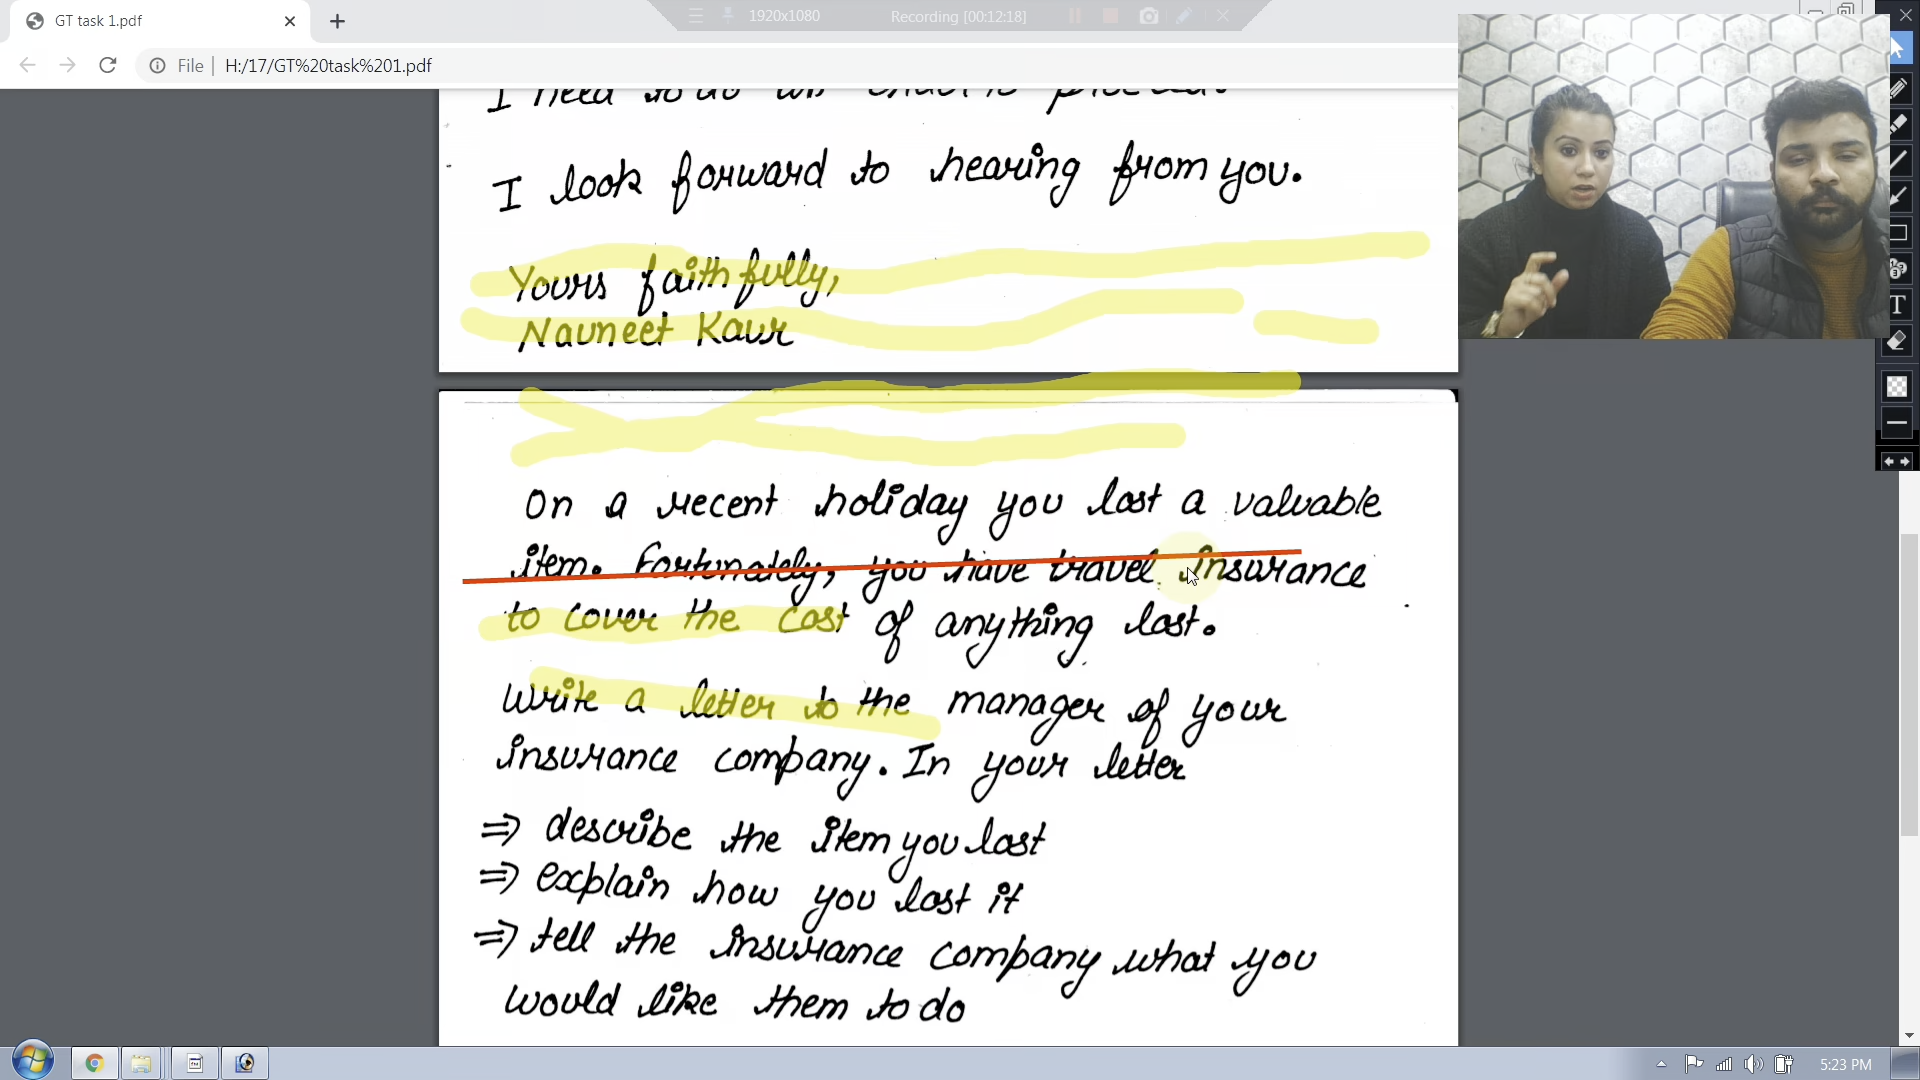 GT task 1.pdf
1920x1080
Recording [00:12:18]
File
H:/17/GT%20task%201.pdf
I need to do
I look forward to hearing from you.
Yours faithfully,
Navneet Kaur
On a recent holiday you lost a valuable
item. Fortunately, you have travel insurance
to cover the cost of anything lost.
Write a letter to the manager of your
insurance company. In your letter
⇒ describe the item you lost
⇒ explain how you lost it
⇒ tell the insurance company what you
would like them to do
5:23 PM